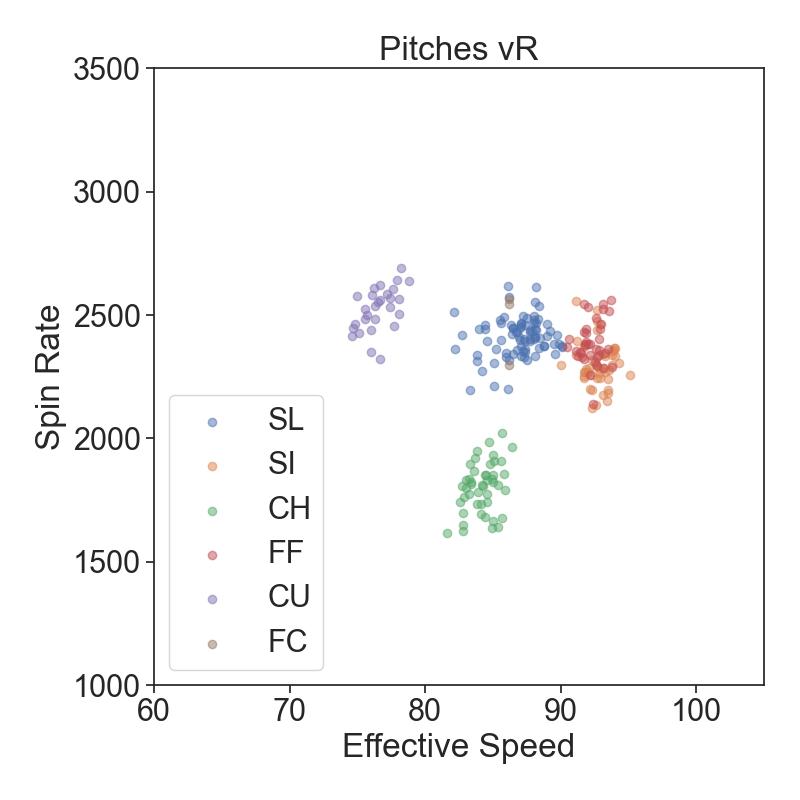 Pitches vR
3500
3000
2500
2000
1500
1000
Spin Rate
SL
SI
CH
FF
CU
FC
60 70 80 90 100
Effective Speed